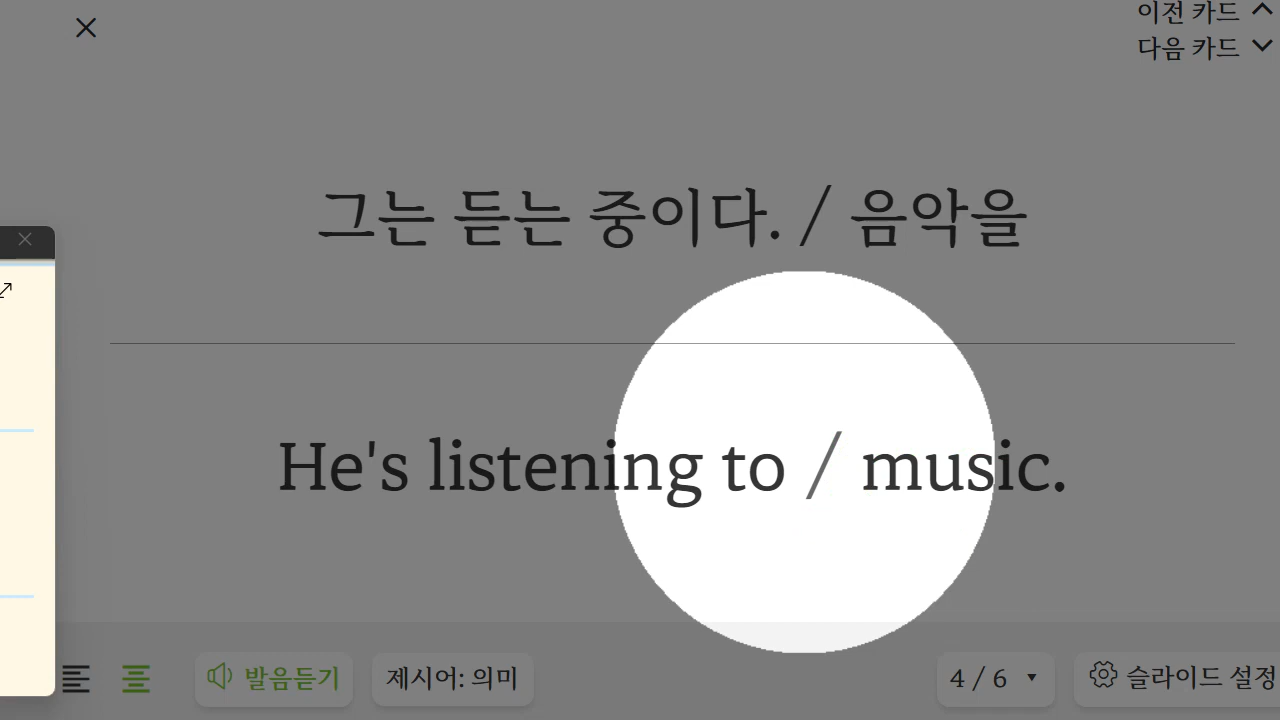 이전 카드
다음 카드
그는 듣는 중이다. / 음악을
He's listening to / music.
발음듣기
제시어: 의미
4 / 6
슬라이드 설정